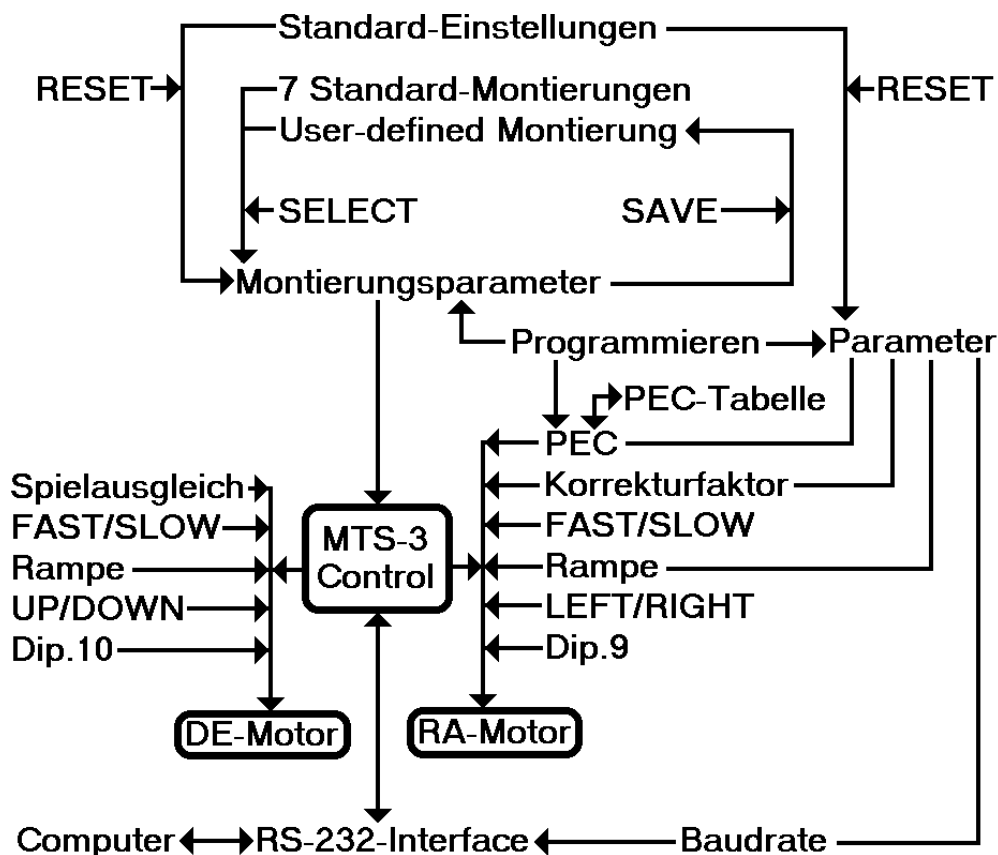 Standard-Einstellungen
RESET
RESET
7 Standard-Montierungen
User-defined Montierung
SELECT
SAVE
Montierungsparameter
Programmieren
Parameter
PEC-Tabelle
PEC
Spielausgleich
Korrekturfaktor
FAST/SLOW
MTS-3
Control
FAST/SLOW
Rampe
Rampe
UP/DOWN
LEFT/RIGHT
Dip.10
Dip.9
DE-Motor
RA-Motor
Computer
RS-232-Interface
Baudrate